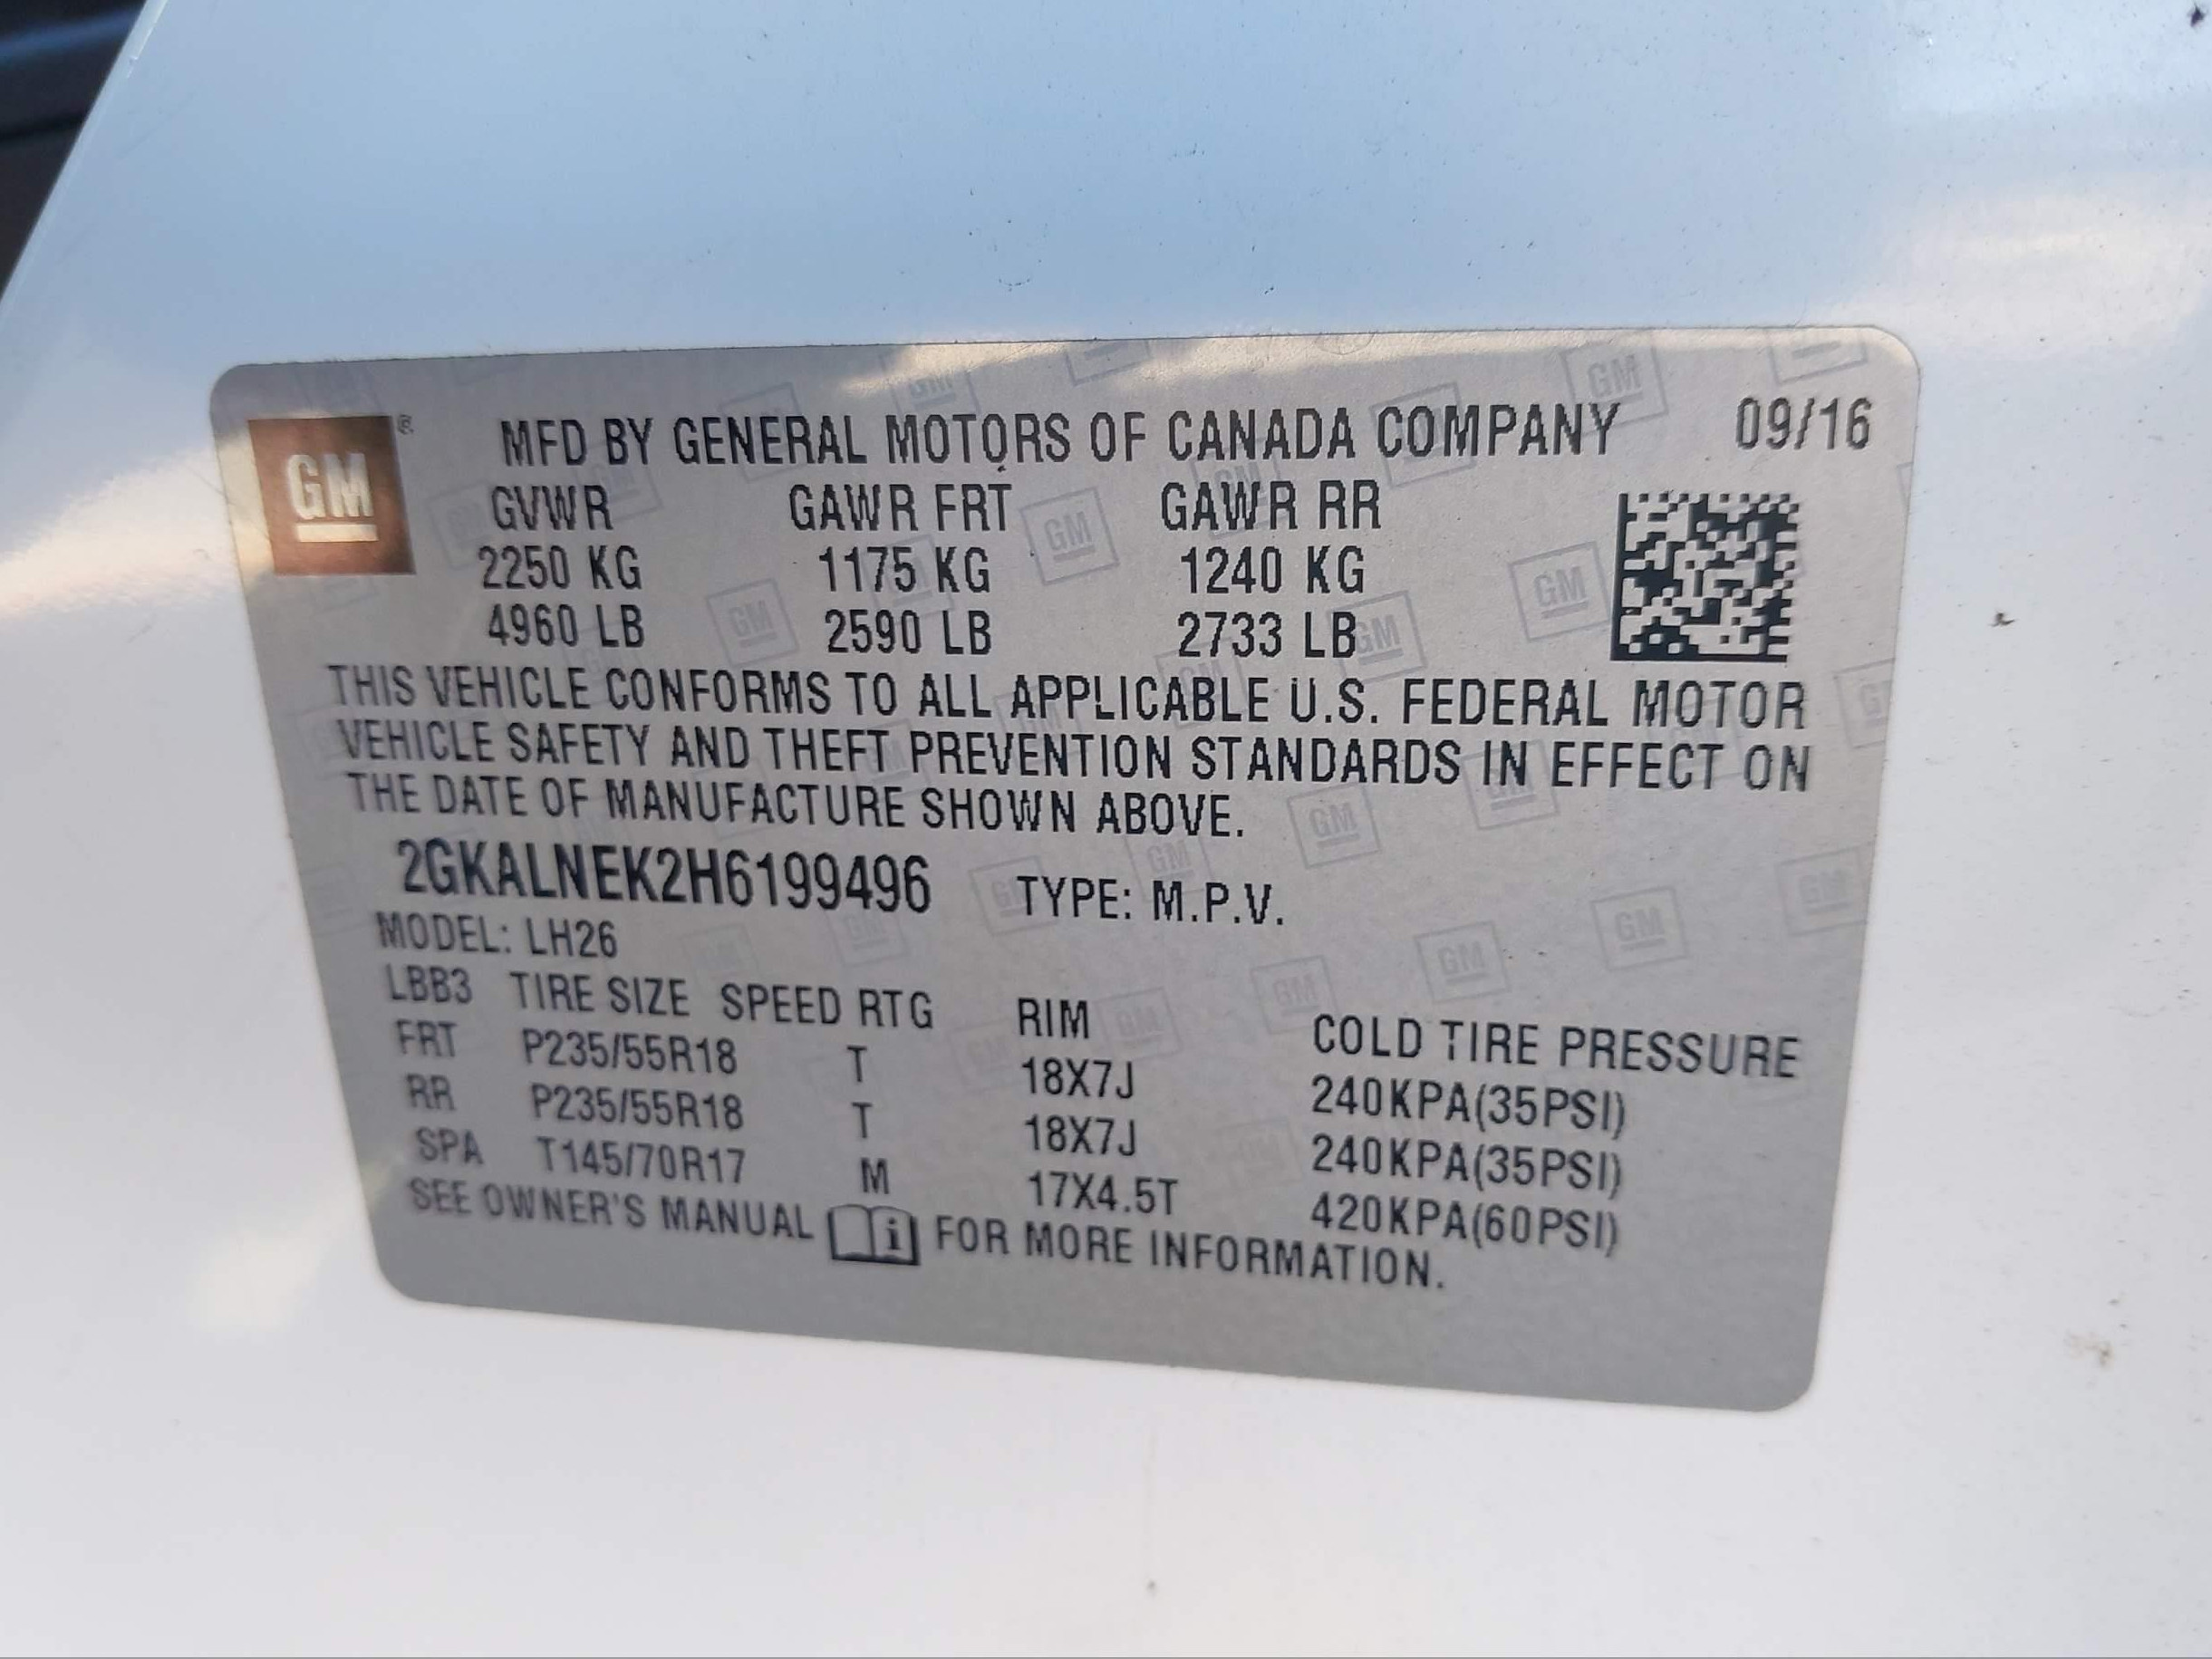 GM ® MFD BY GENERAL MOTORS OF CANADA COMPANY 09/16
GVWR GAWR FRT GAWR RR
2250 KG 1175 KG 1240 KG
4960 LB 2590 LB 2733 LB
THIS VEHICLE CONFORMS TO ALL APPLICABLE U.S. FEDERAL MOTOR
VEHICLE SAFETY AND THEFT PREVENTION STANDARDS IN EFFECT ON
THE DATE OF MANUFACTURE SHOWN ABOVE.
2GKALNEK2H6199496 TYPE: M.P.V.
MODEL: LH26
LBB3 TIRE SIZE SPEED RTG RIM COLD TIRE PRESSURE
FRT P235/55R18 T 18X7J 240KPA(35PSI)
RR P235/55R18 T 18X7J 240KPA(35PSI)
SPA T145/70R17 M 17X4.5T 420KPA(60PSI)
SEE OWNER'S MANUAL i FOR MORE INFORMATION.